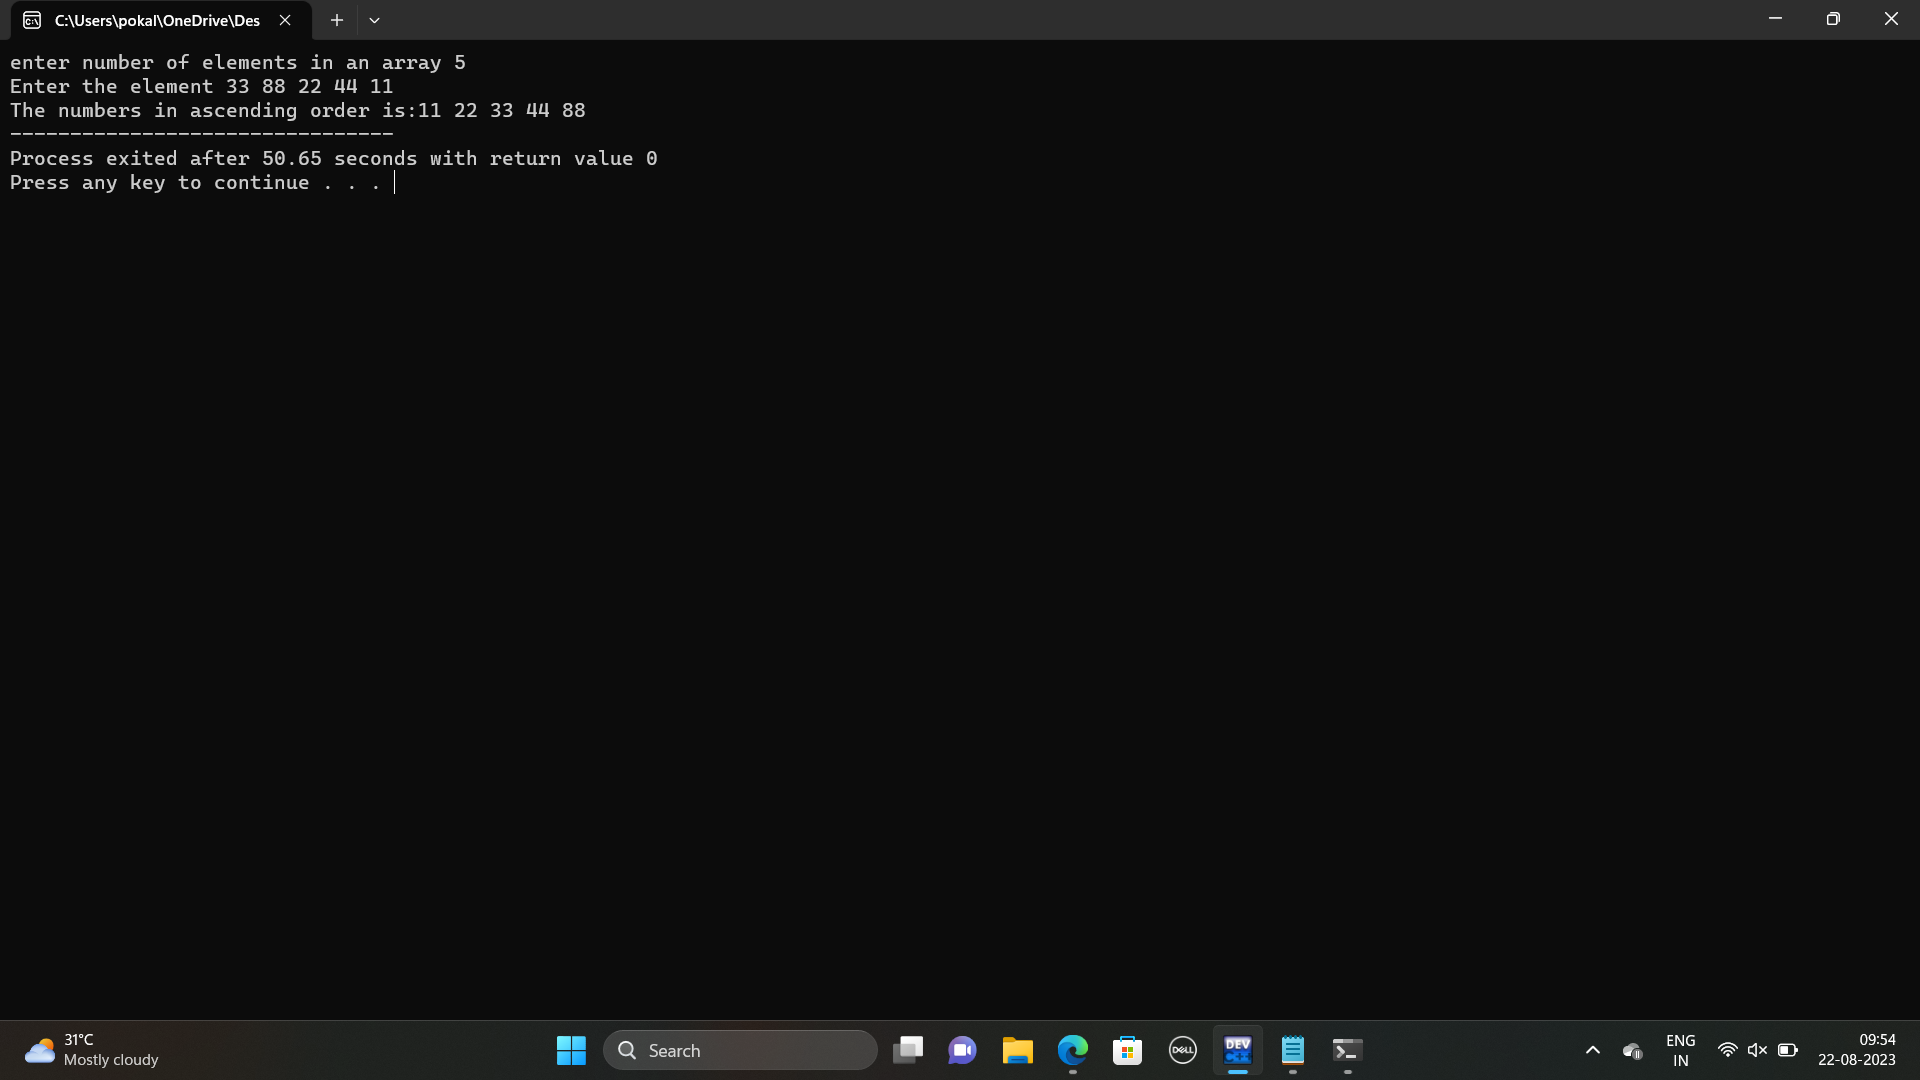 C:\Users\pokal\OneDrive\Des
enter number of elements in an array 5
Enter the element 33 88 22 44 11
The numbers in ascending order is:11 22 33 44 88
--------------------------------
Process exited after 50.65 seconds with return value 0
Press any key to continue . . .
31°C
Mostly cloudy
Search
DELL
DEV
C++
ENG
IN
09:54
22-08-2023